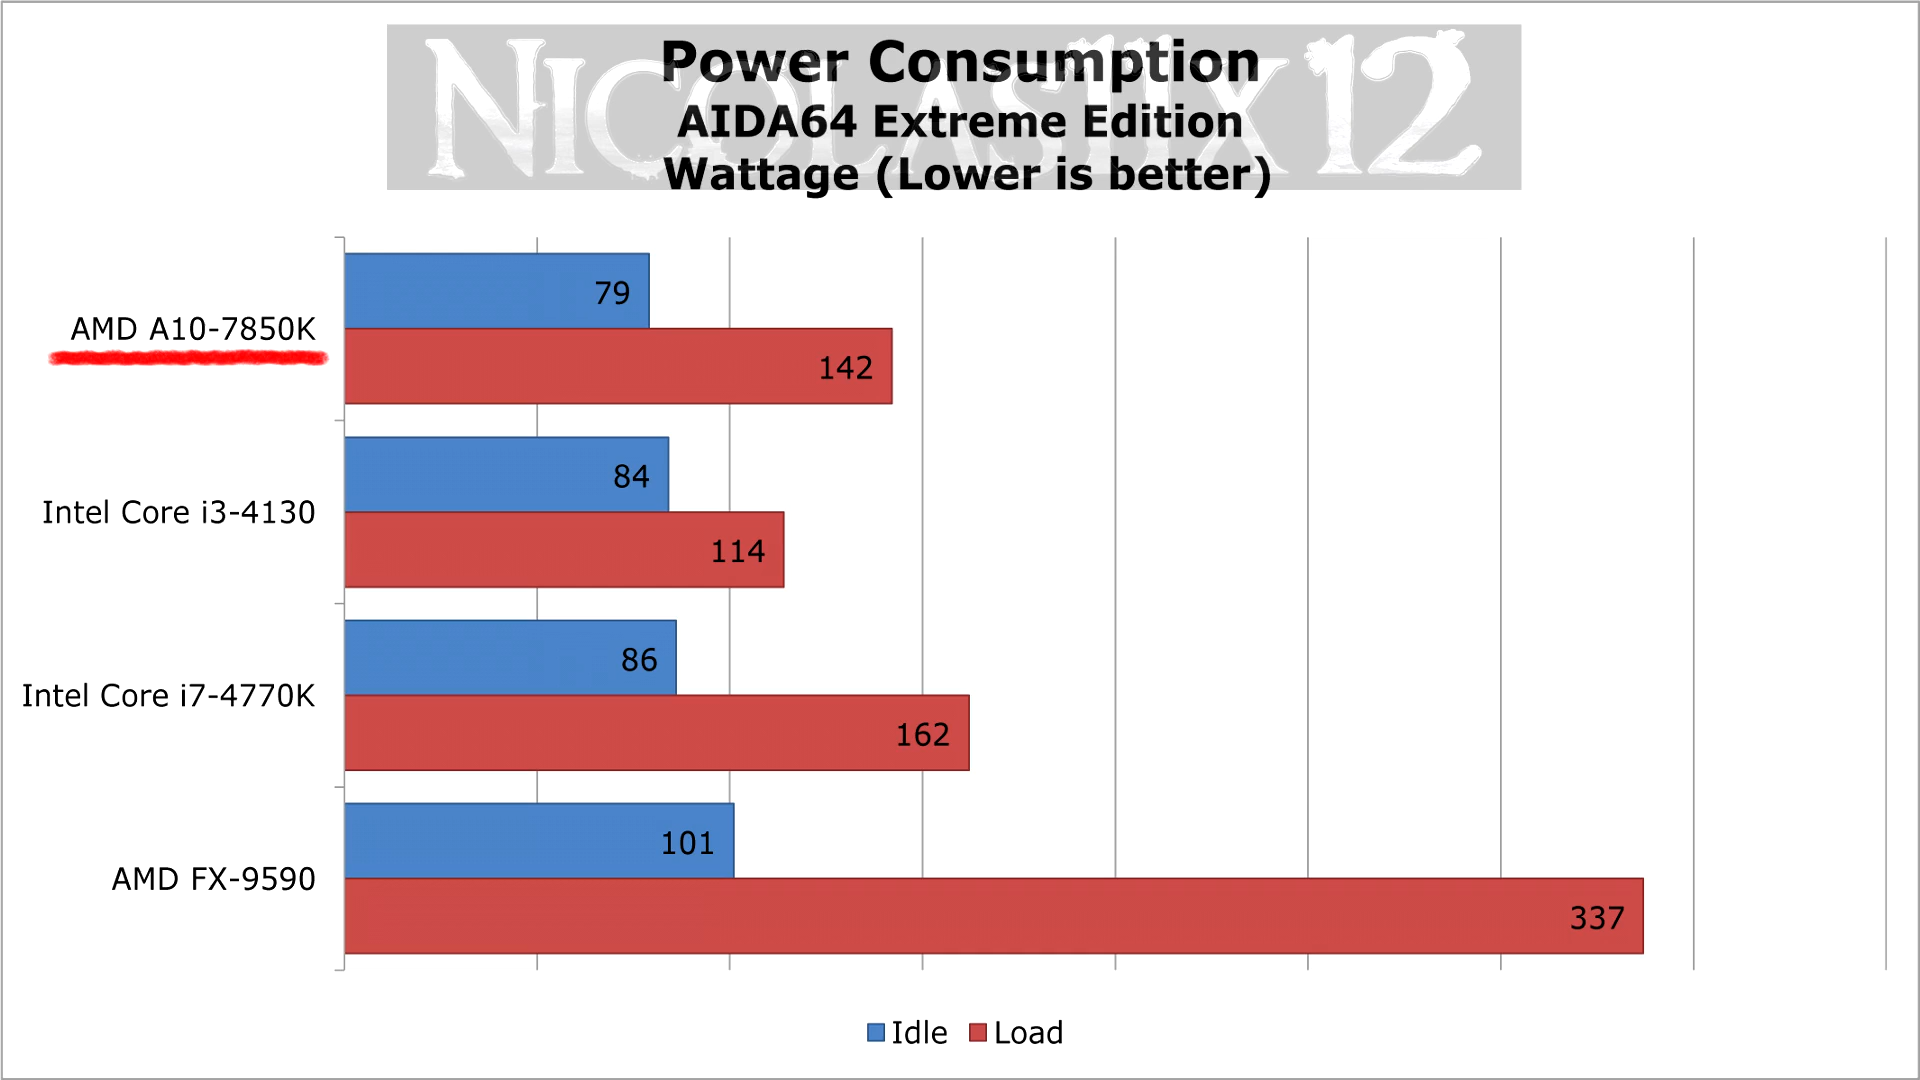 Nicolas11x12
Power Consumption
AIDA64 Extreme Edition
Wattage (Lower is better)
AMD A10-7850K
79
142
Intel Core i3-4130
84
114
Intel Core i7-4770K
86
162
AMD FX-9590
101
337
Idle Load